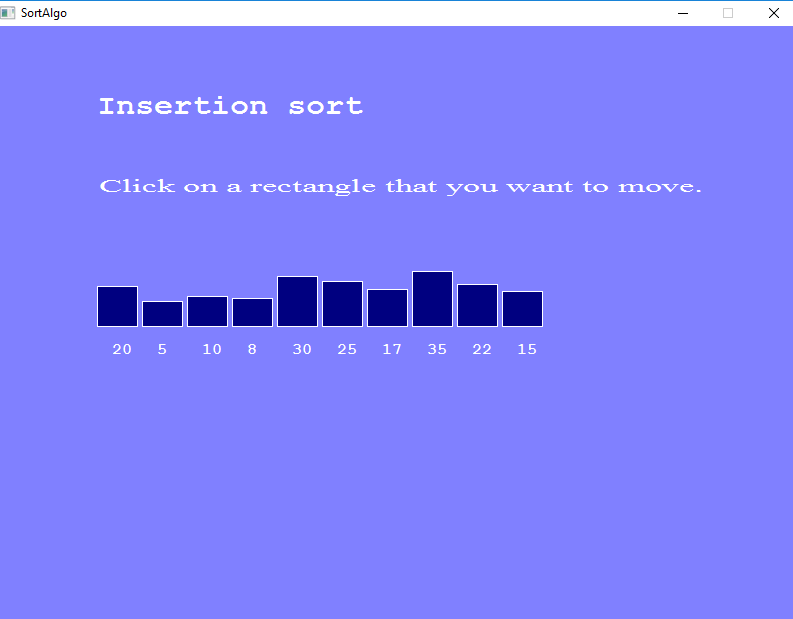 SortAlgo
Insertion sort
Click on a rectangle that you want to move.
20 5 10 8 30 25 17 35 22 15